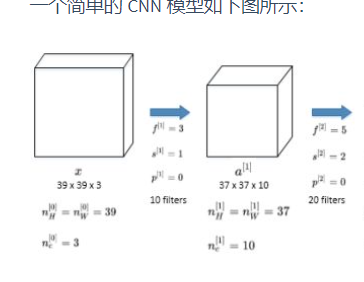 一个简单的 CNN 模型如下图所示：
f^[1] = 3
f^[2] = 5
s^[1] = 1
s^[2] = 2
p^[1] = 0
p^[2] = 0
x
a^[1]
39 x 39 x 3
37 x 37 x 10
10 filters
20 filters
n_H^[0] = n_W^[0] = 39
n_H^[1] = n_W^[1] = 37
n_c^[0] = 3
n_c^[1] = 10